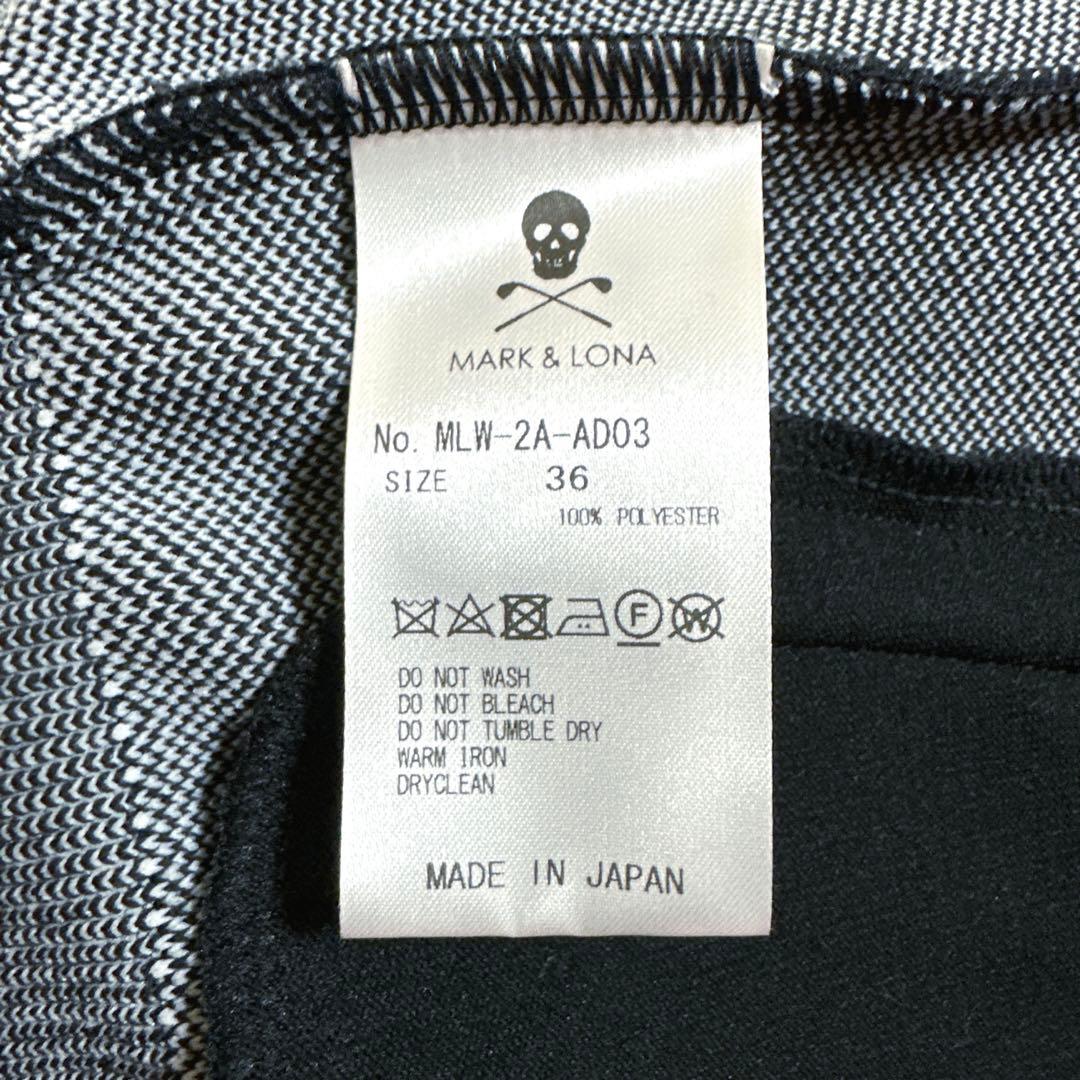 MARK & LONA
No. MLW-2A-AD03
SIZE 36
100% POLYESTER
F W
DO NOT WASH
DO NOT BLEACH
DO NOT TUMBLE DRY
WARM IRON
DRYCLEAN
MADE IN JAPAN